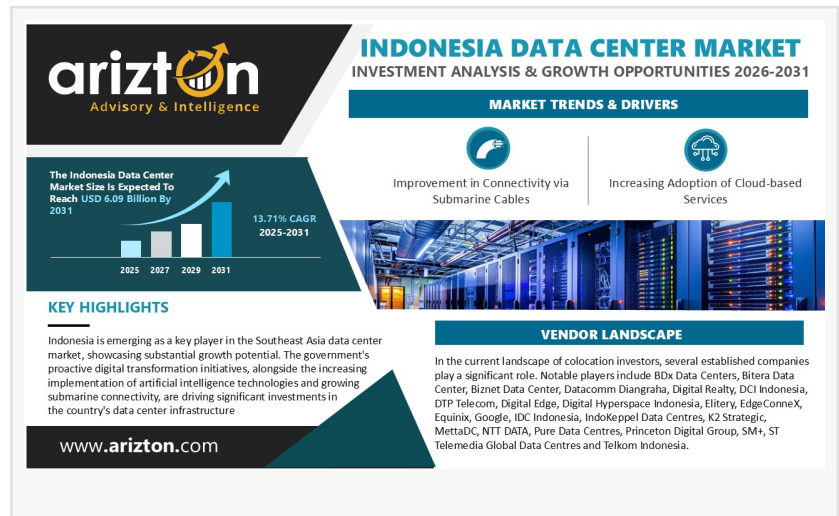 arizton
Advisory & Intelligence
INDONESIA DATA CENTER MARKET
INVESTMENT ANALYSIS & GROWTH OPPORTUNITIES 2026-2031
MARKET TRENDS & DRIVERS
Improvement in Connectivity via
Submarine Cables
Increasing Adoption of Cloud-based
Services
The Indonesia Data Center
Market Size Is Expected To
Reach USD 6.09 Billion By
2031
13.71% CAGR
2025-2031
2025 2027 2029 2031
KEY HIGHLIGHTS
Indonesia is emerging as a key player in the Southeast Asia data center
market, showcasing substantial growth potential. The government's
proactive digital transformation initiatives, alongside the increasing
implementation of artificial intelligence technologies and growing
submarine connectivity, are driving significant investments in
the country's data center infrastructure
www.arizton.com
VENDOR LANDSCAPE
In the current landscape of colocation investors, several established companies
play a significant role. Notable players include BDx Data Centers, Bitera Data
Center, Biznet Data Center, Datacomm Diangraha, Digital Realty, DCI Indonesia,
DTP Telecom, Digital Edge, Digital Hyperspace Indonesia, Elitery, EdgeConneX,
Equinix, Google, IDC Indonesia, IndoKeppel Data Centres, K2 Strategic,
MettaDC, NTT DATA, Pure Data Centres, Princeton Digital Group, SM+, ST
Telemedia Global Data Centres and Telkom Indonesia.